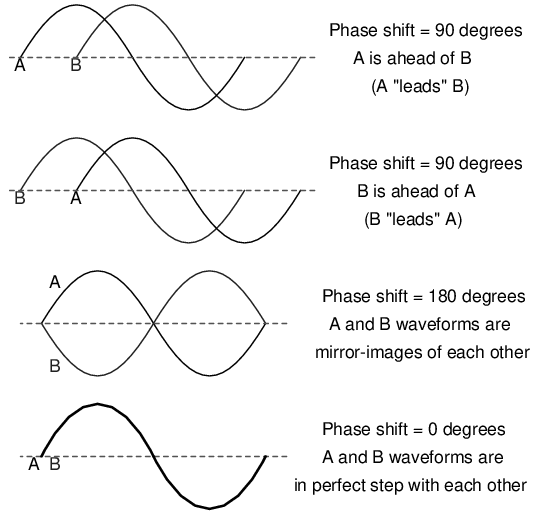 Phase shift = 90 degrees
A is ahead of B
(A "leads" B)
A B
Phase shift = 90 degrees
B is ahead of A
(B "leads" A)
B A
A
Phase shift = 180 degrees
A and B waveforms are
mirror-images of each other
B
Phase shift = 0 degrees
A and B waveforms are
in perfect step with each other
A B